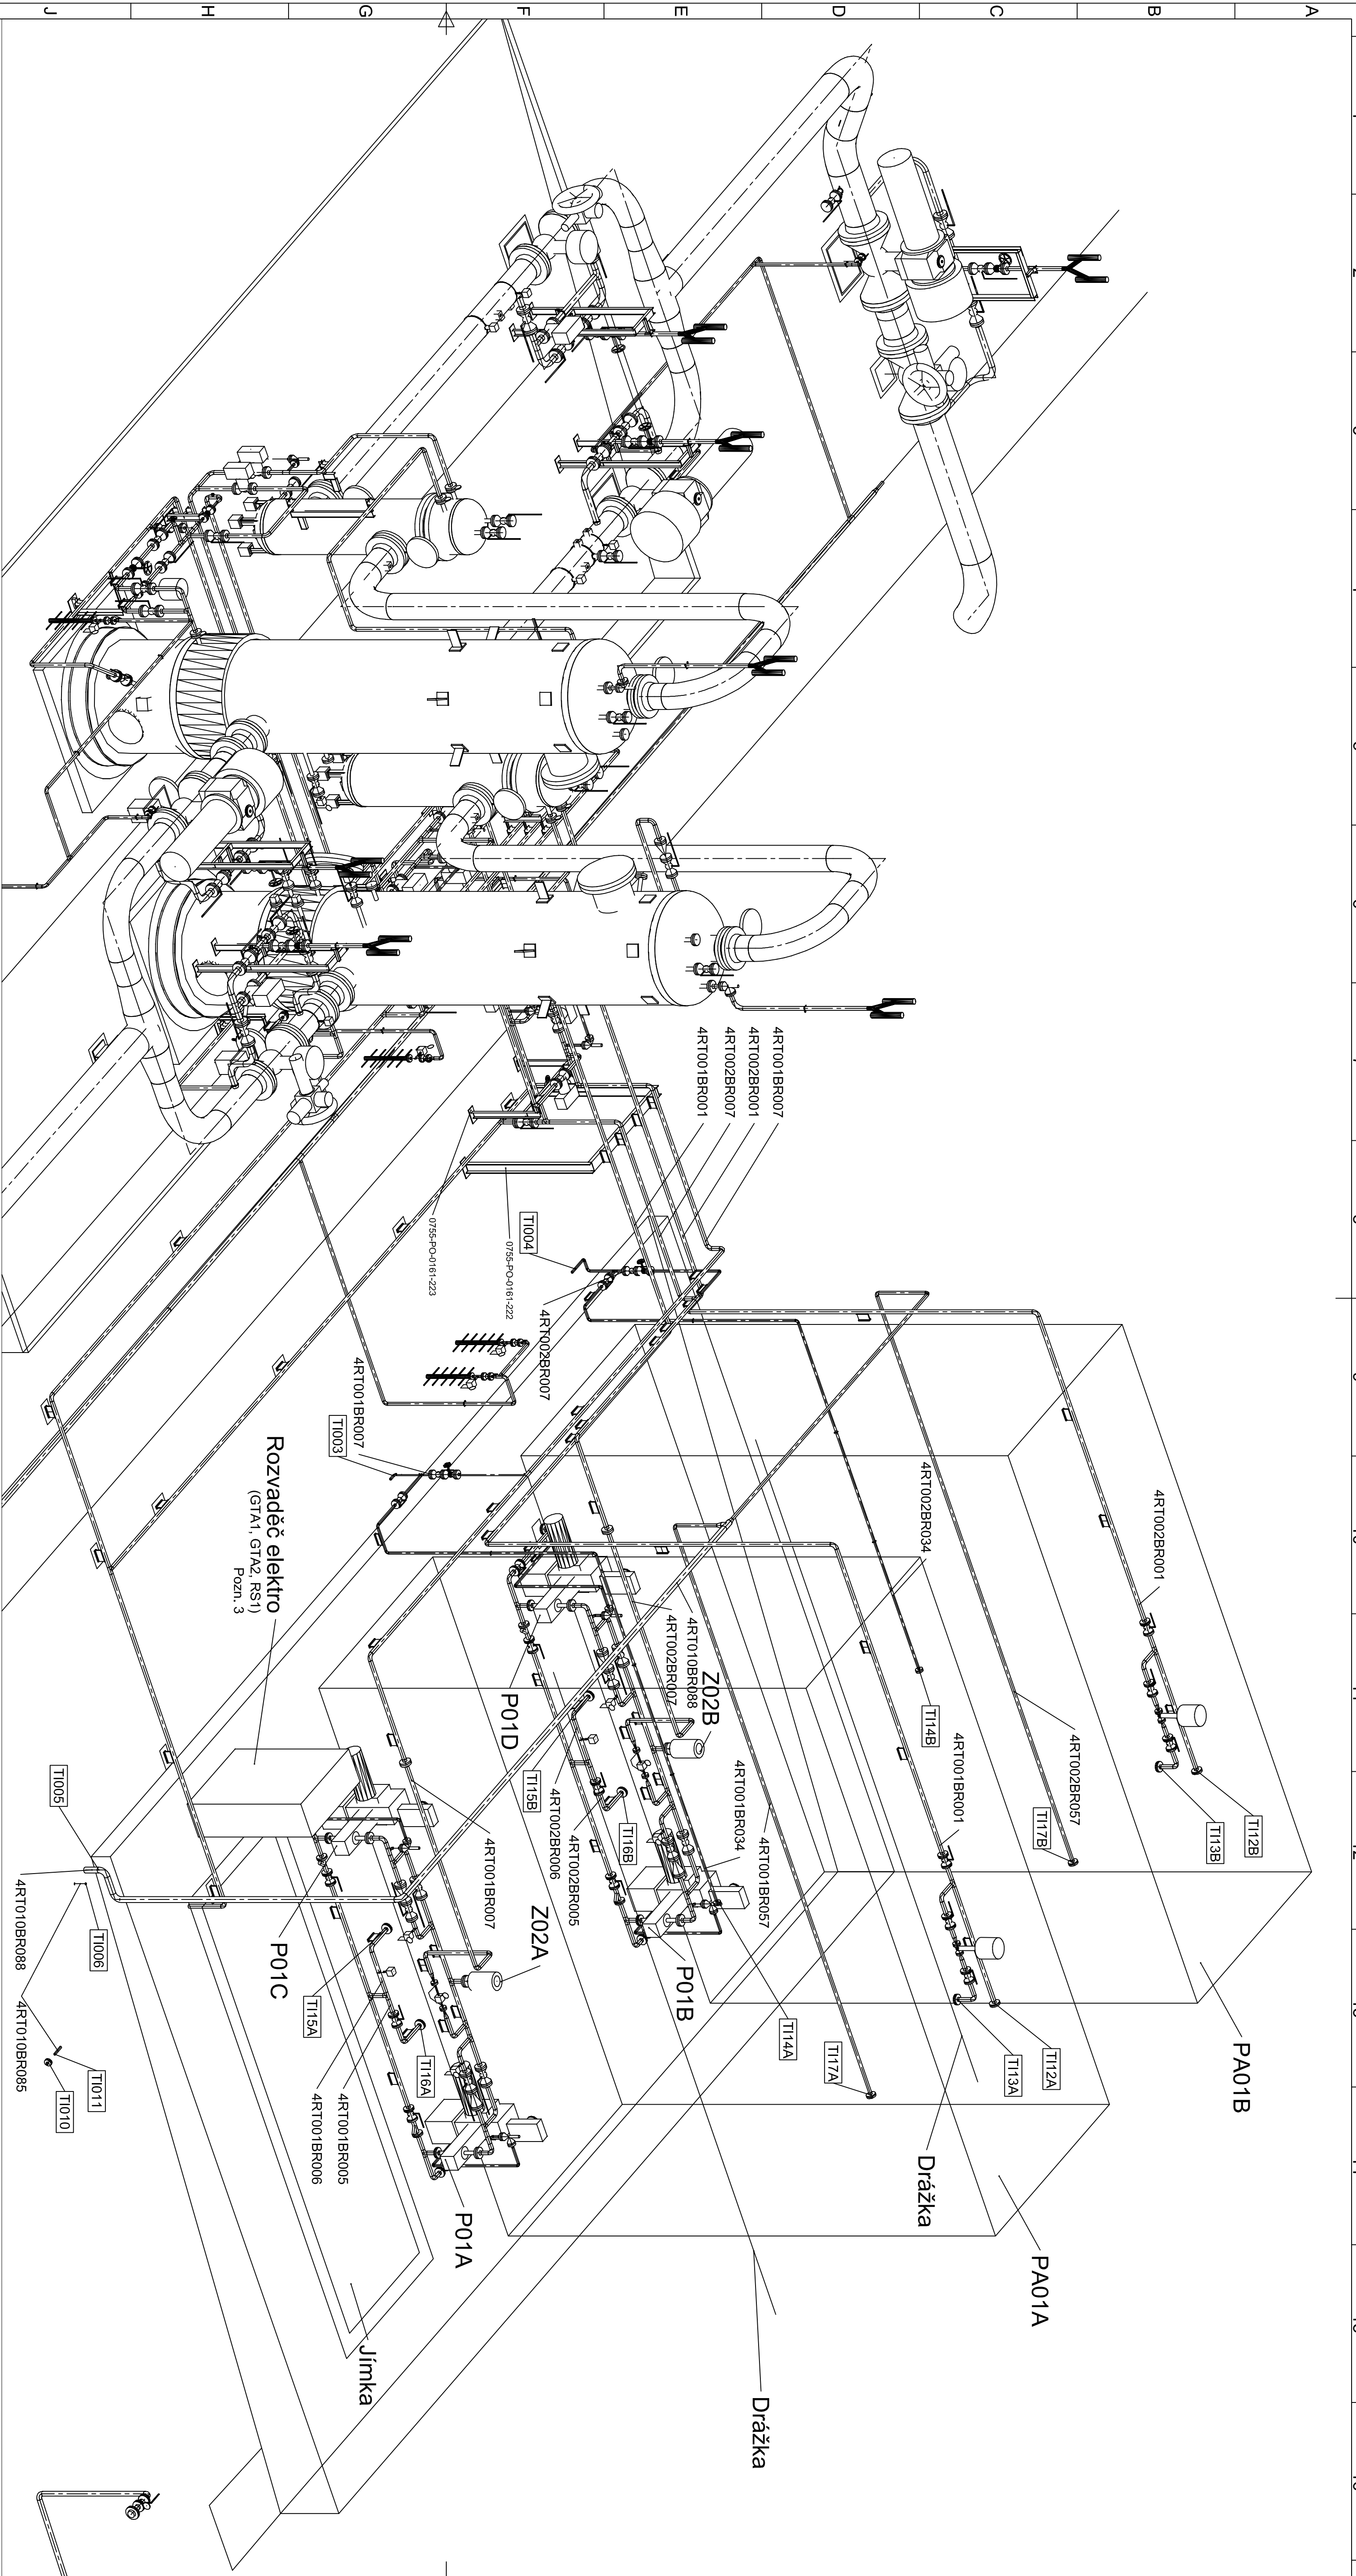 J
H
G
F
E
D
C
B
A
4RT001BR007
4RT002BR001
4RT002BR007
4RT001BR001
0755-PO-0161-223
0755-PO-0161-222
TI004
4RT002BR007
4RT001BR007
TI003
Rozvaděč elektro
(GTA1, GTA2, RS1)
Pozn. 3
4RT002BR034
4RT002BR001
4RT010BR088
4RT002BR007
Z02B
P01D
TI14B
4RT001BR001
4RT002BR057
TI17B
TI13B
TI12B
TI15B
4RT002BR006
4RT002BR005
TI16B
4RT001BR034
4RT001BR057
4RT001BR007
Z02A
P01B
P01C
TI005
TI006
4RT010BR088
4RT010BR085
TI011
TI010
TI15A
TI16A
4RT001BR005
4RT001BR006
TI14A
TI17A
TI13A
TI12A
PA01B
Drážka
PA01A
P01A
Jímka
Drážka